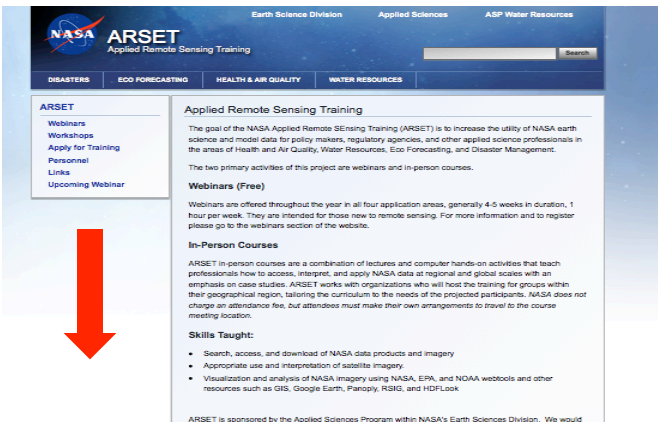 Earth Science Division Applied Sciences ASP Water Resources
NASA
ARSET
Applied Remote Sensing Training
Search
DISASTERS ECO FORECASTING HEALTH & AIR QUALITY WATER RESOURCES
ARSET
Webinars
Workshops
Apply for Training
Personnel
Links
Upcoming Webinar
Applied Remote Sensing Training
The goal of the NASA Applied Remote SEnsing Training (ARSET) is to increase the utility of NASA earth
science and model data for policy makers, regulatory agencies, and other applied science professionals in
the areas of Health and Air Quality, Water Resources, Eco Forecasting, and Disaster Management.
The two primary activities of this project are webinars and in-person courses.
Webinars (Free)
Webinars are offered throughout the year in all four application areas, generally 4-5 weeks in duration, 1
hour per week. They are intended for those new to remote sensing. For more information and to register
please go to the webinars section of the website.
In-Person Courses
ARSET in-person courses are a combination of lectures and computer hands-on activities that teach
professionals how to access, interpret, and apply NASA data at regional and global scales with an
emphasis on case studies. ARSET works with organizations who will host the training for groups within
their geographical region, tailoring the curriculum to the needs of the projected participants. NASA does not
charge an attendance fee, but attendees must make their own arrangements to travel to the course
meeting location.
Skills Taught:
• Search, access, and download of NASA data products and imagery
• Appropriate use and interpretation of satellite imagery.
• Visualization and analysis of NASA imagery using NASA, EPA, and NOAA webtools and other
resources such as GIS, Google Earth, Panoply, RSIG, and HDFLook
ARSET is sponsored by the Applied Sciences Program within NASA's Earth Sciences Division. We would